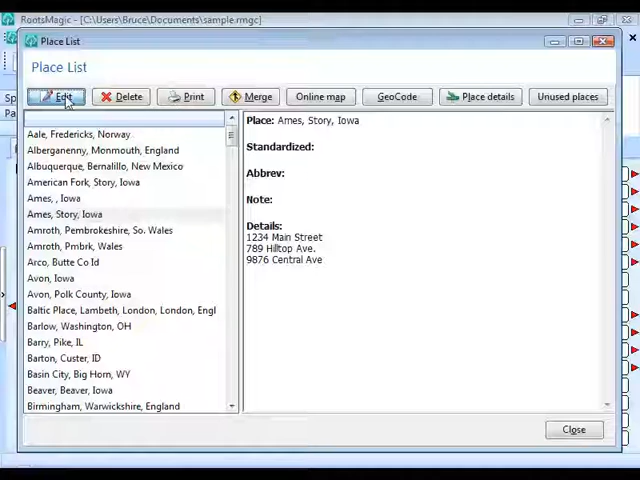 RootsMagic - [C:\Users\Bruce\Documents\sample.rmgc]
Place List
Place List
Edit
Delete
Print
Merge
Online map
GeoCode
Place details
Unused places
Aale, Fredericks, Norway
Alberganenny, Monmouth, England
Albuquerque, Bernalillo, New Mexico
American Fork, Story, Iowa
Ames, , Iowa
Ames, Story, Iowa
Amroth, Pembrokeshire, So. Wales
Amroth, Pmbrk, Wales
Arco, Butte Co Id
Avon, Iowa
Avon, Polk County, Iowa
Baltic Place, Lambeth, London, London, Engl
Barlow, Washington, OH
Barry, Pike, IL
Barton, Custer, ID
Basin City, Big Horn, WY
Beaver, Beaver, Iowa
Birmingham, Warwickshire, England
Place: Ames, Story, Iowa
Standardized:
Abbrev:
Note:
Details:
1234 Main Street
789 Hilltop Ave.
9876 Central Ave
Close